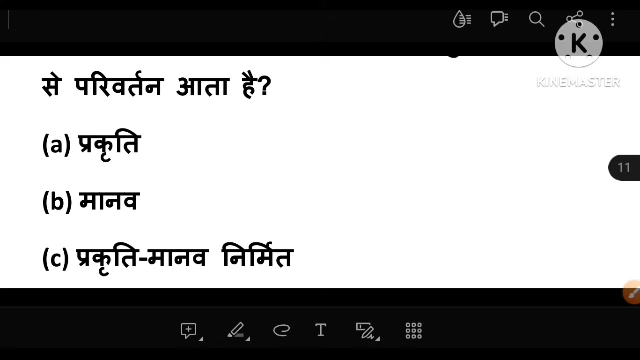 से परिवर्तन आता है?
(a) प्रकृति
(b) मानव
(c) प्रकृति-मानव निर्मित
K
KINEMASTER
11
T